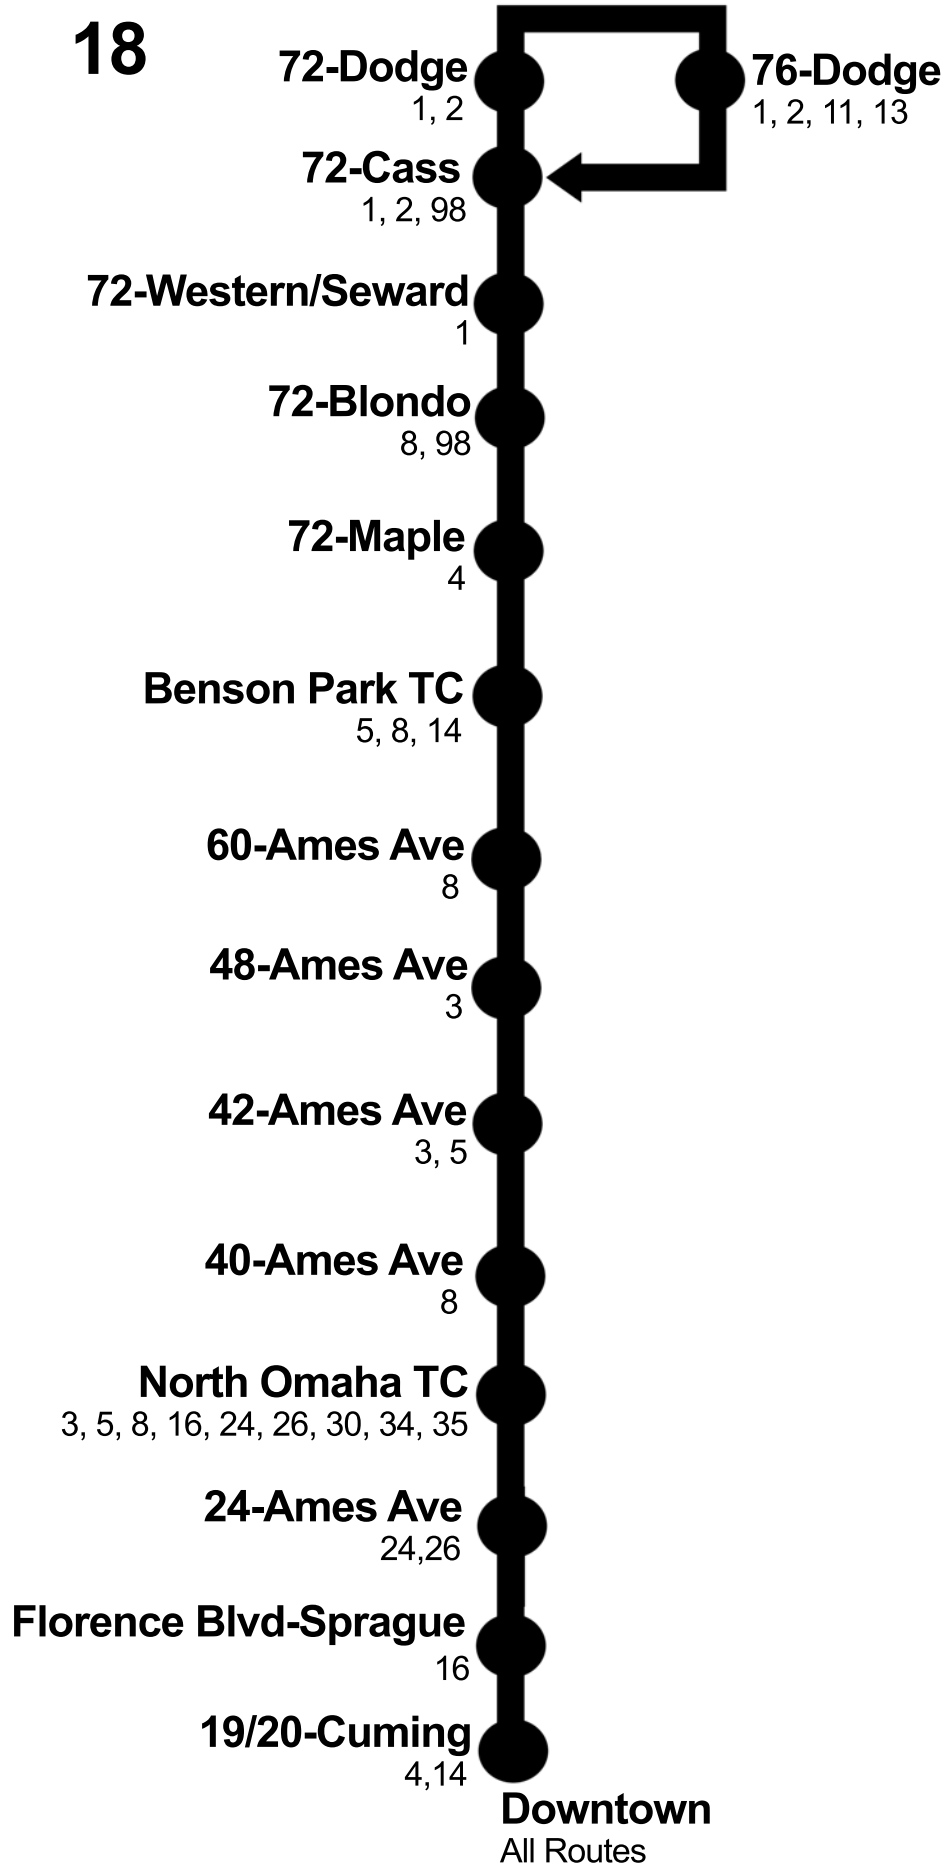 18
72-Dodge
1, 2
76-Dodge
1, 2, 11, 13
72-Cass
1, 2, 98
72-Western/Seward
1
72-Blondo
8, 98
72-Maple
4
Benson Park TC
5, 8, 14
60-Ames Ave
8
48-Ames Ave
3
42-Ames Ave
3, 5
40-Ames Ave
8
North Omaha TC
3, 5, 8, 16, 24, 26, 30, 34, 35
24-Ames Ave
24,26
Florence Blvd-Sprague
16
19/20-Cuming
4,14
Downtown
All Routes